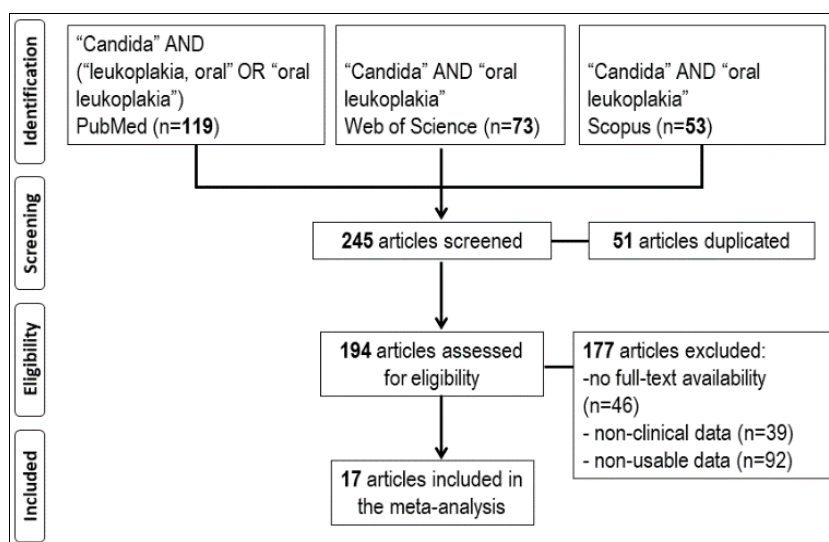 Identification
“Candida” AND
(“leukoplakia, oral” OR “oral
leukoplakia”)
PubMed (n=119)
“Candida” AND “oral
leukoplakia”
Web of Science (n=73)
“Candida” AND “oral
leukoplakia”
Scopus (n=53)
Screening
245 articles screened
51 articles duplicated
Eligibility
194 articles assessed
for eligibility
177 articles excluded:
-no full-text availability
(n=46)
- non-clinical data (n=39)
- non-usable data (n=92)
Included
17 articles included in
the meta-analysis